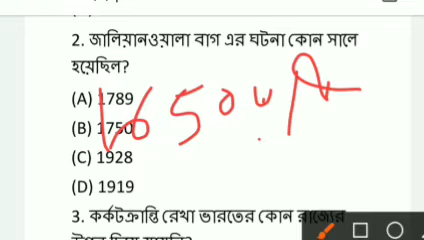 2. জালিয়ানওয়ালা বাগ এর ঘটনা কোন সালে
হয়েছিল?
(A) 1789
(B) 1750
(C) 1928
(D) 1919
3. কর্কটক্রান্তি রেখা ভারতের কোন রাজ্যের